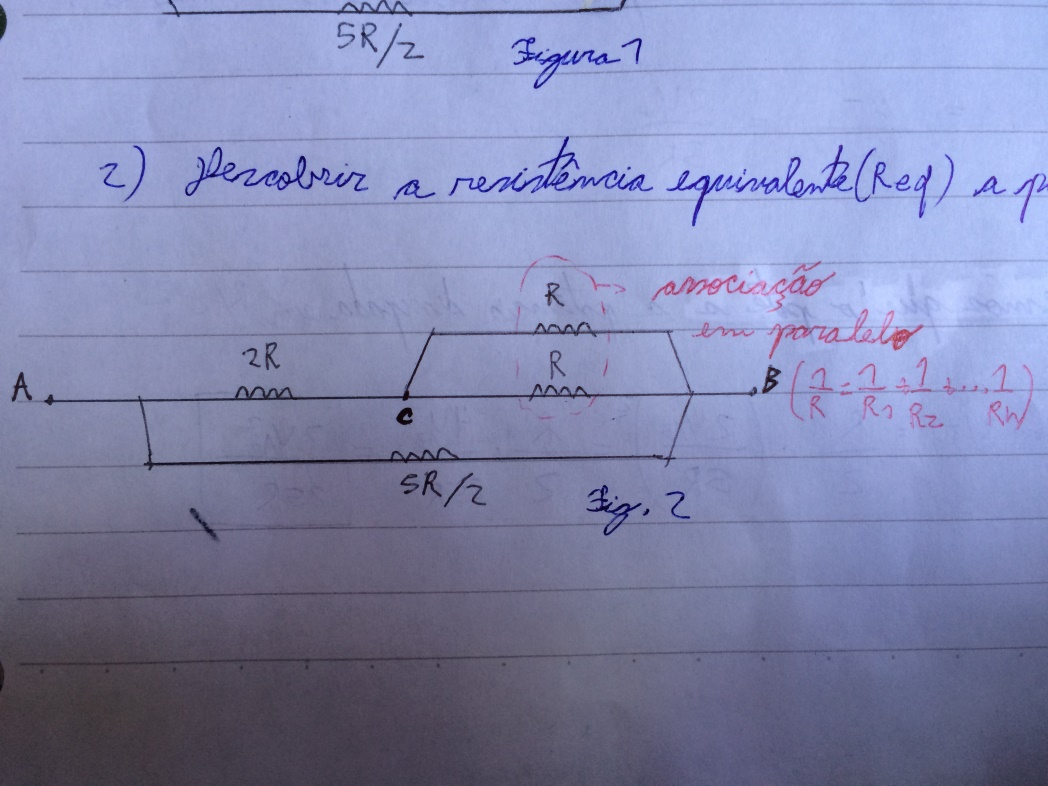 5R/2
Figura 1
2) Descobrir a resistência equivalente (Req) a p
R associação
em paralelo
2R R
A C B (1/R = 1/R1 + 1/R2 + ... 1/Rn)
5R/2
Fig. 2